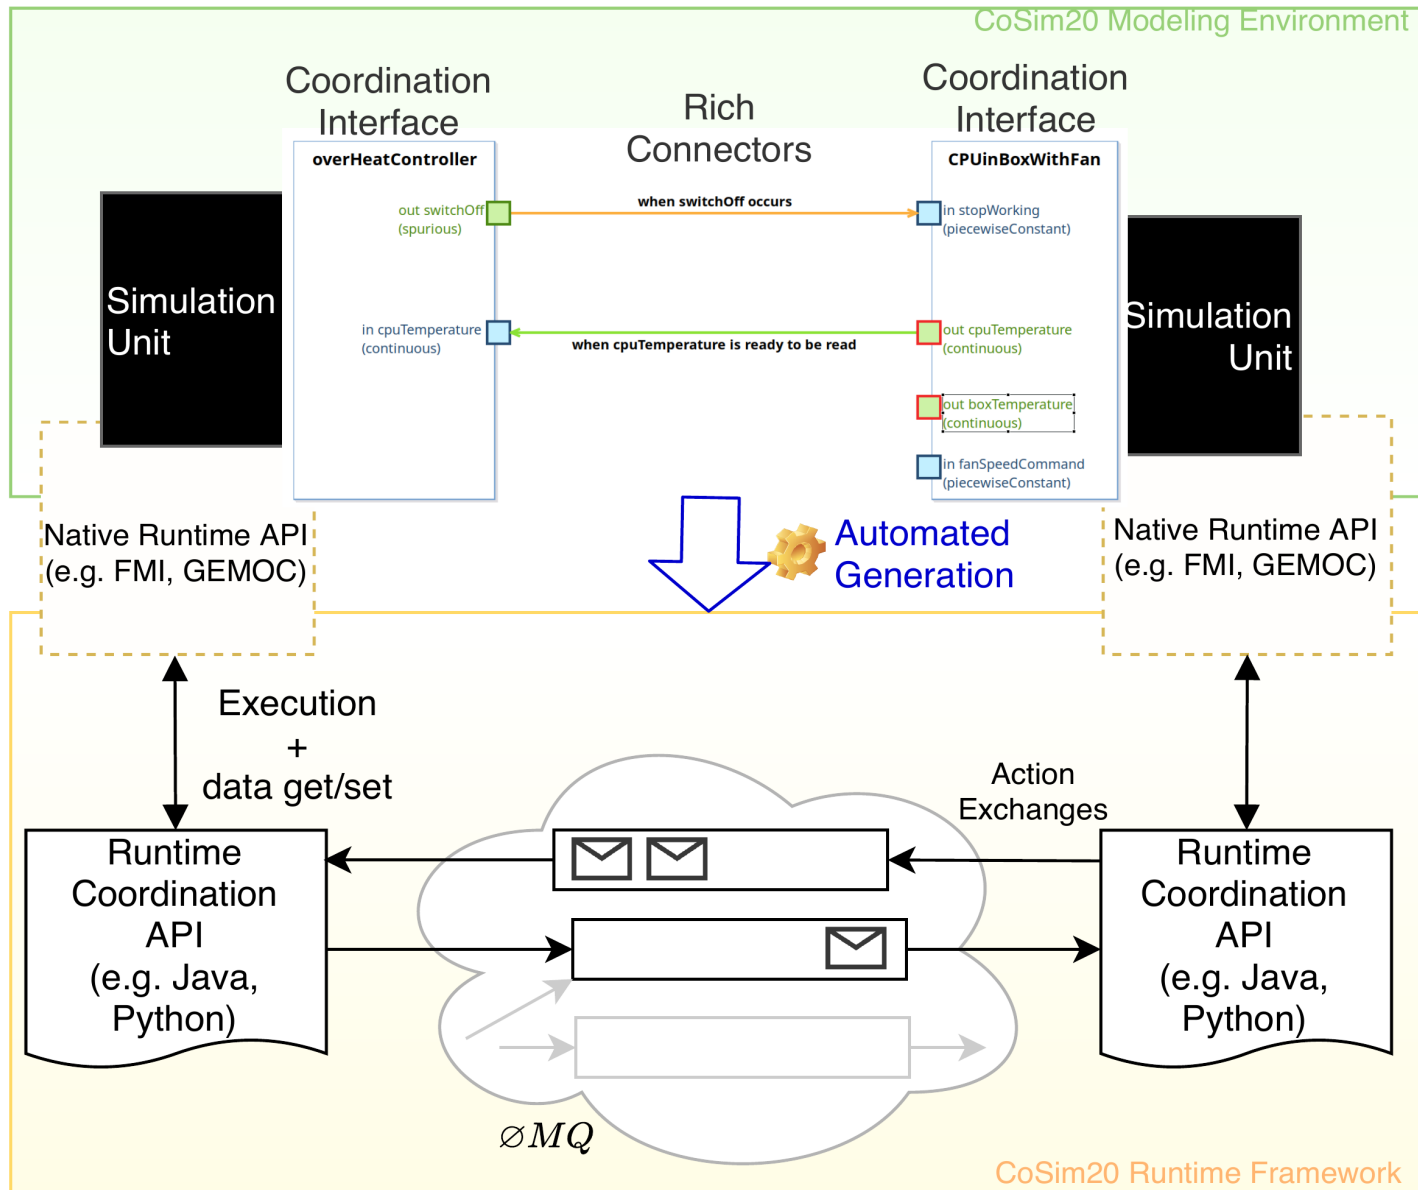 CoSim20 Modeling Environment
Coordination
Interface
Rich
Connectors
Coordination
Interface
overHeatController
CPUinBoxWithFan
out switchOff
(spurious)
when switchOff occurs
in stopWorking
(piecewiseConstant)
Simulation
Unit
in cpuTemperature
(continuous)
when cpuTemperature is ready to be read
out cpuTemperature
(continuous)
Simulation
Unit
out boxTemperature
(continuous)
in fanSpeedCommand
(piecewiseConstant)
Native Runtime API
(e.g. FMI, GEMOC)
Automated
Generation
Native Runtime API
(e.g. FMI, GEMOC)
Execution
+
data get/set
Action
Exchanges
Runtime
Coordination
API
(e.g. Java,
Python)
Runtime
Coordination
API
(e.g. Java,
Python)
∅MQ
CoSim20 Runtime Framework